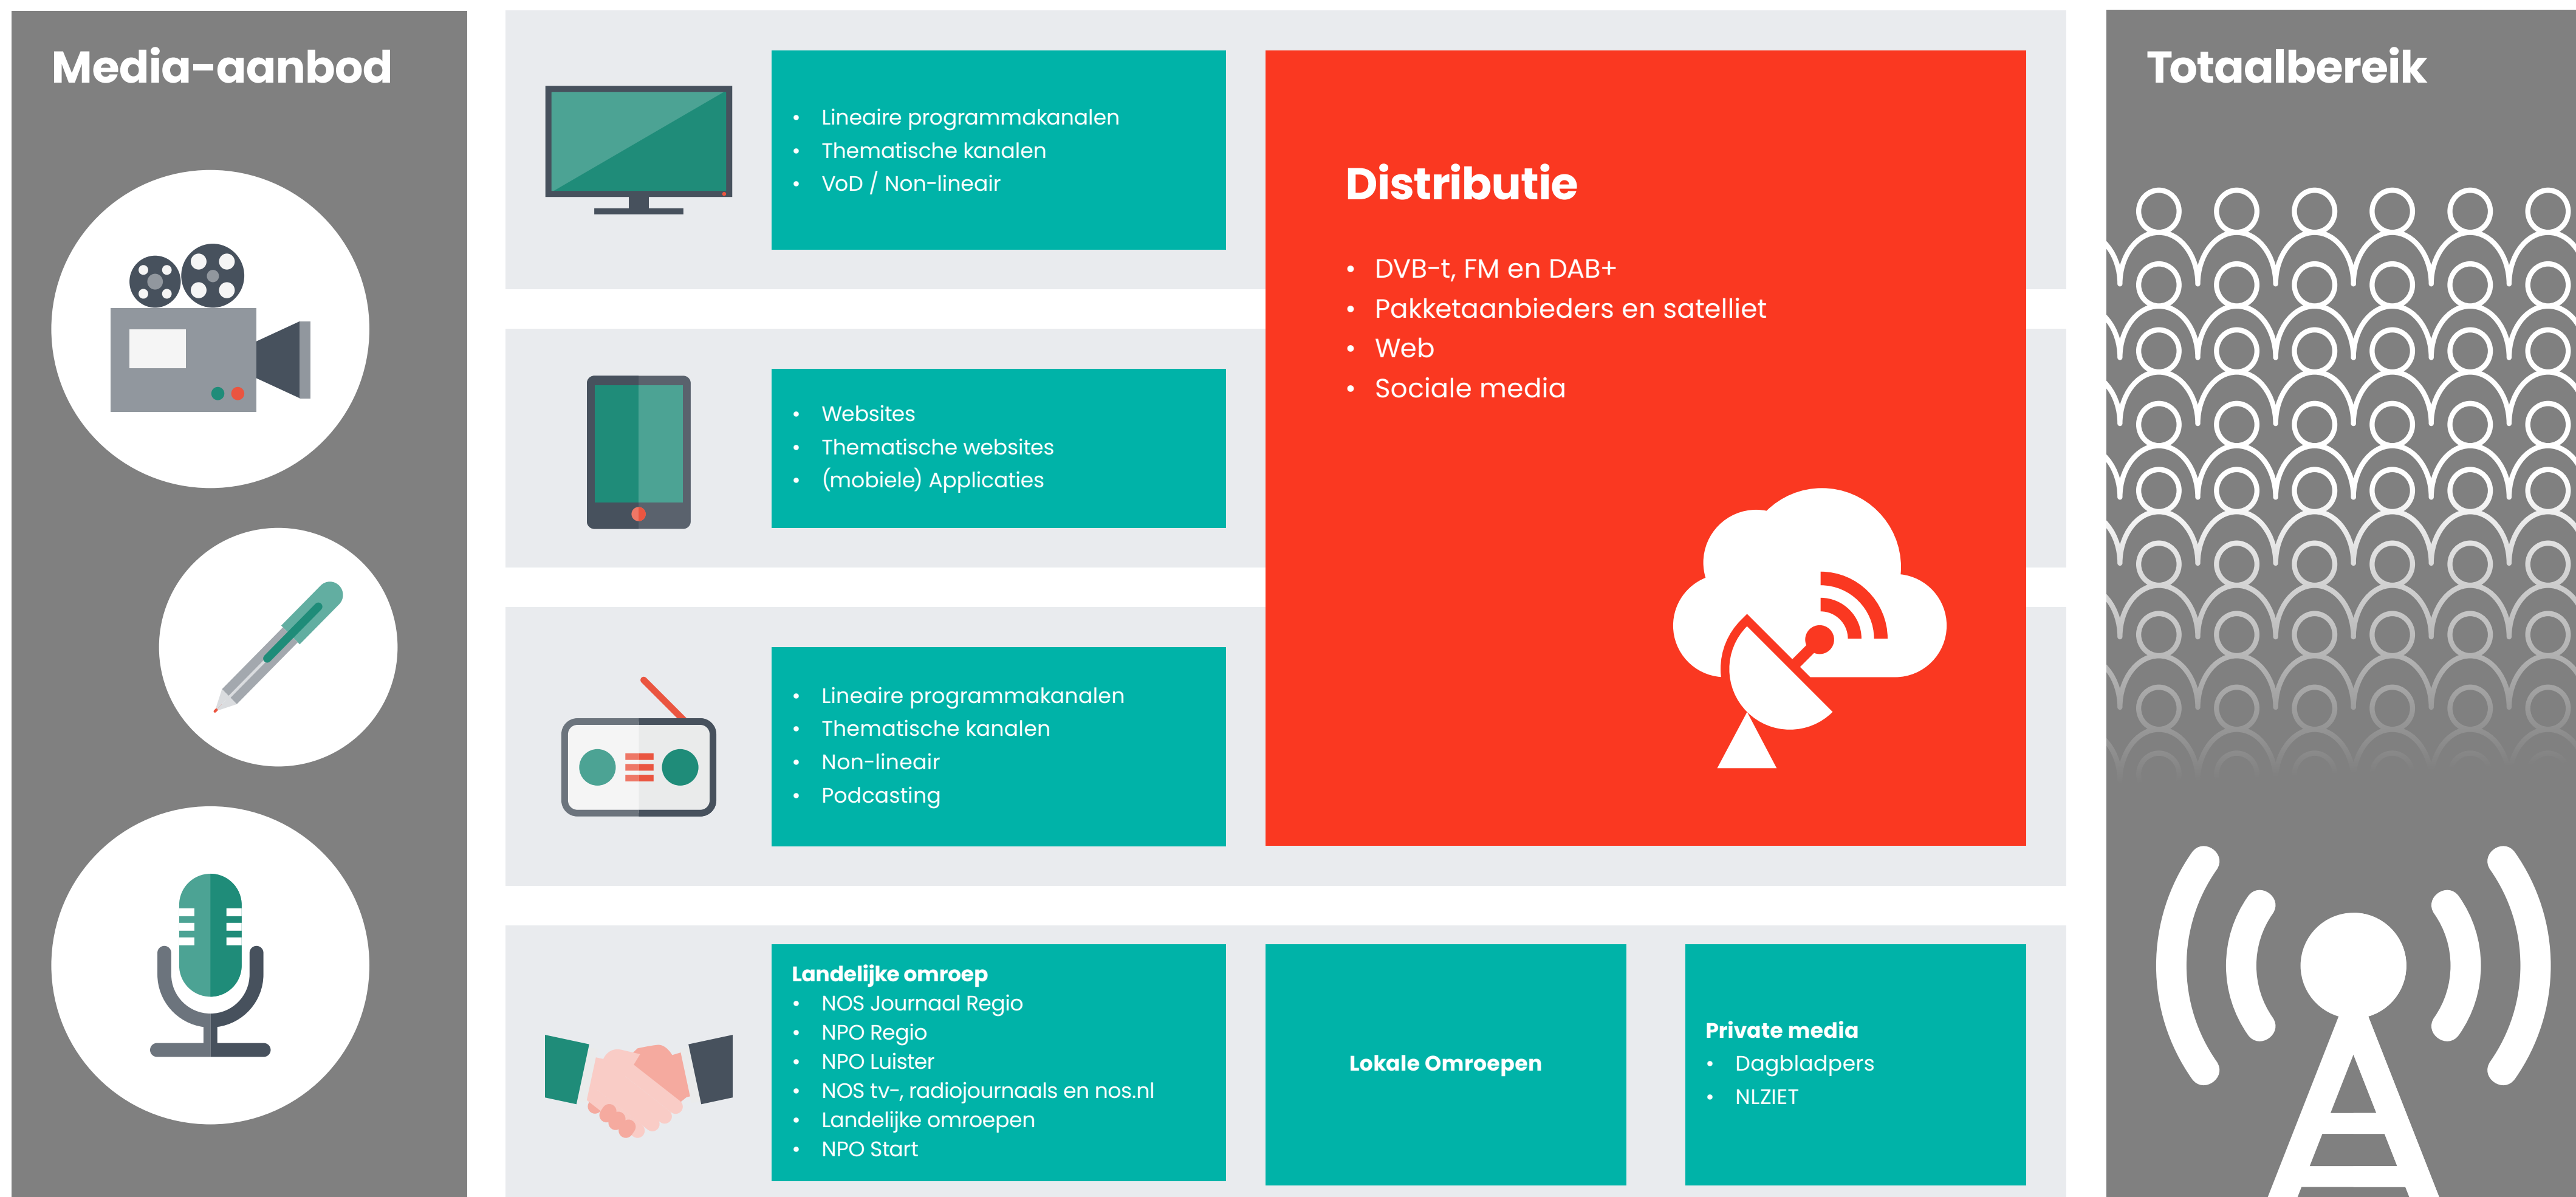 Media-aanbod
• Lineaire programmakanalen
• Thematische kanalen
• VoD / Non-lineair
• Websites
• Thematische websites
• (mobiele) Applicaties
• Lineaire programmakanalen
• Thematische kanalen
• Non-lineair
• Podcasting
Distributie
• DVB-t, FM en DAB+
• Pakketaanbieders en satelliet
• Web
• Sociale media
Landelijke omroep
• NOS Journaal Regio
• NPO Regio
• NPO Luister
• NOS tv-, radiojournaals en nos.nl
• Landelijke omroepen
• NPO Start
Lokale Omroepen
Private media
• Dagbladpers
• NLZIET
Totaalbereik